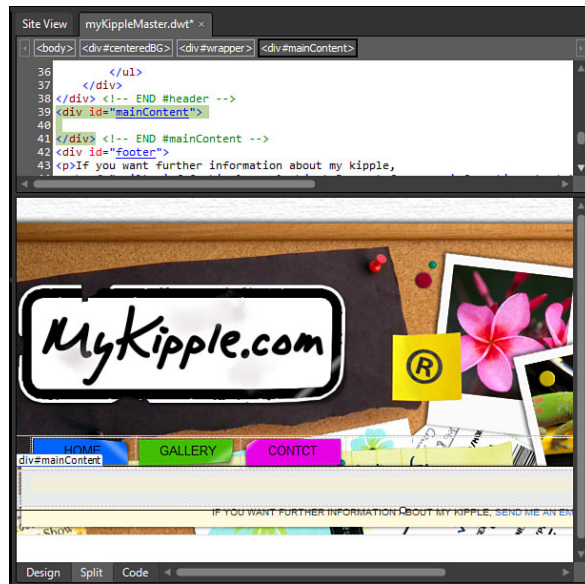 Site View myKippleMaster.dwt* ×
<body> <div#centeredBG> <div#wrapper> <div#mainContent>
36 </ul>
37 </div>
38 </div> <!-- END #header -->
39 <div id="mainContent">
40
41 </div> <!-- END #mainContent -->
42 <div id="footer">
43 <p>If you want further information about my kipple,
MyKipple.com
®
HOME GALLERY CONTCT
div#mainContent
IF YOU WANT FURTHER INFORMATION ABOUT MY KIPPLE, SEND ME AN EM
Show
Design Split Code